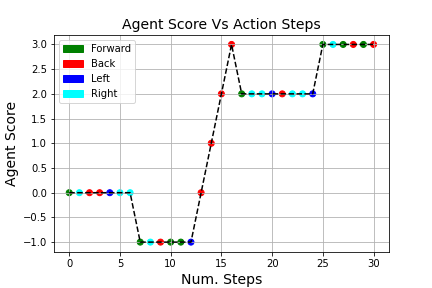 Agent Score Vs Action Steps
3.0
2.5
2.0
1.5
1.0
0.5
0.0
−0.5
−1.0
Agent Score
Forward
Back
Left
Right
0 5 10 15 20 25 30
Num. Steps